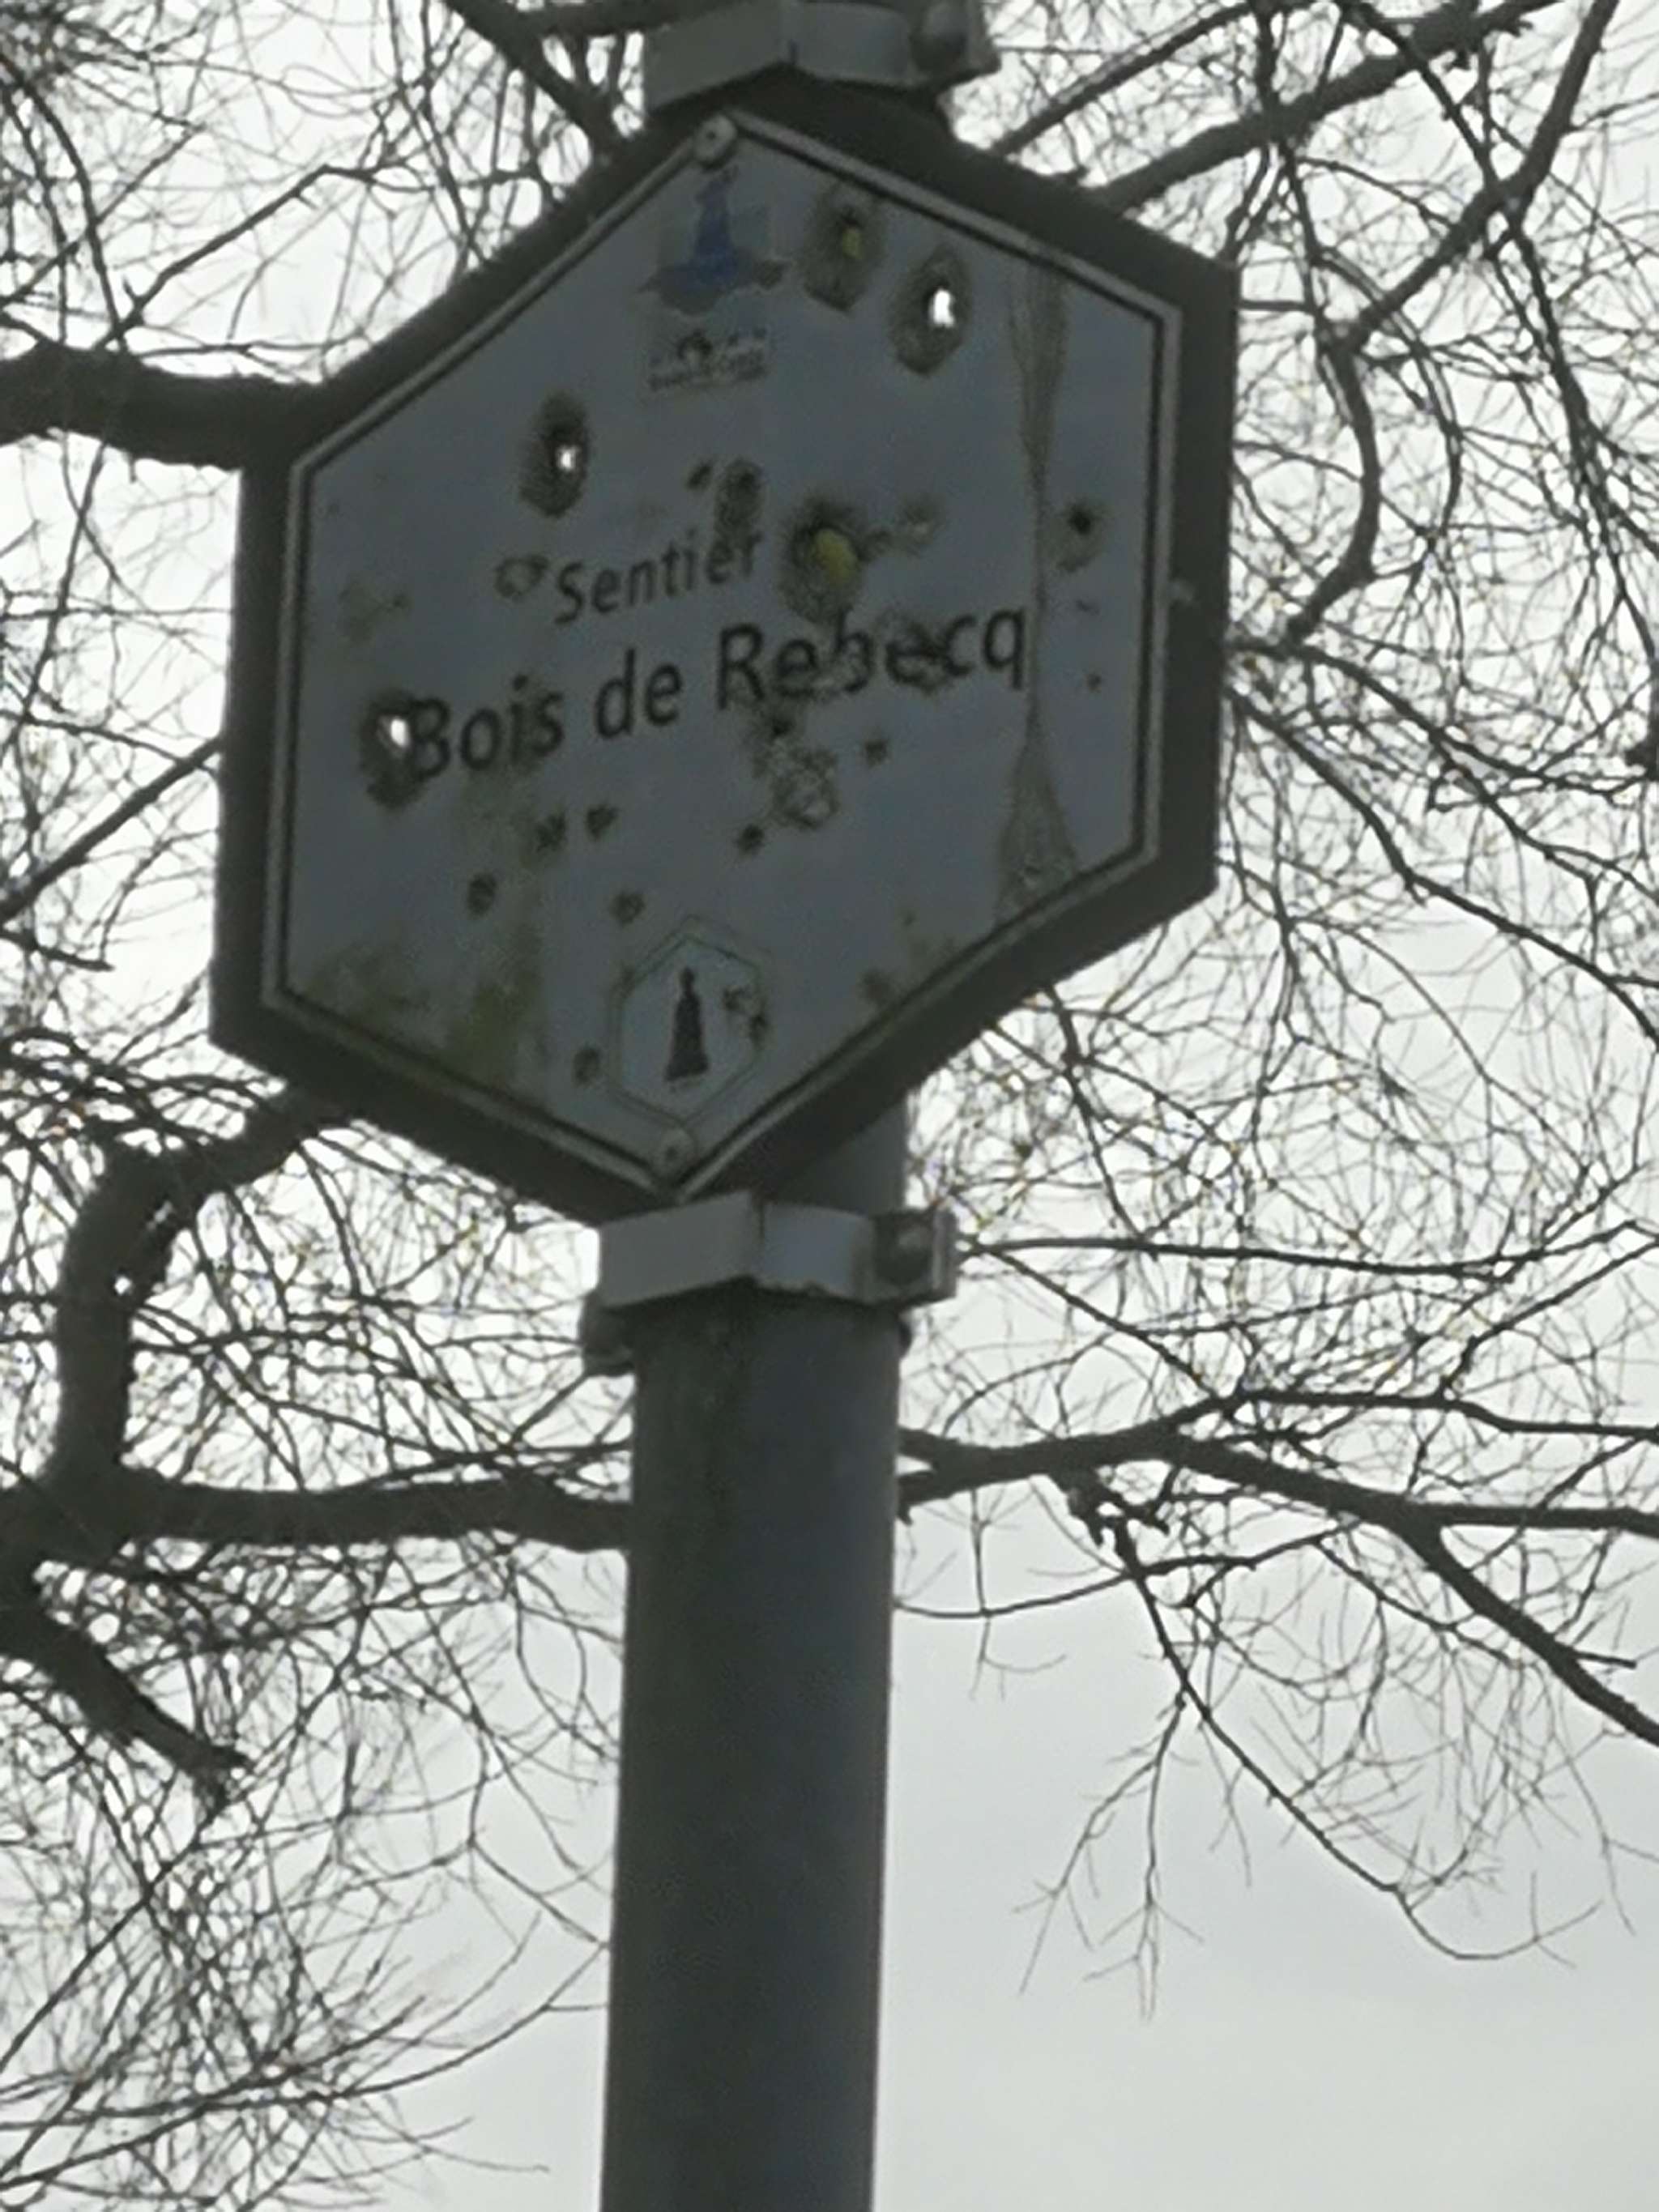 Sentier
Bois de Rebecq